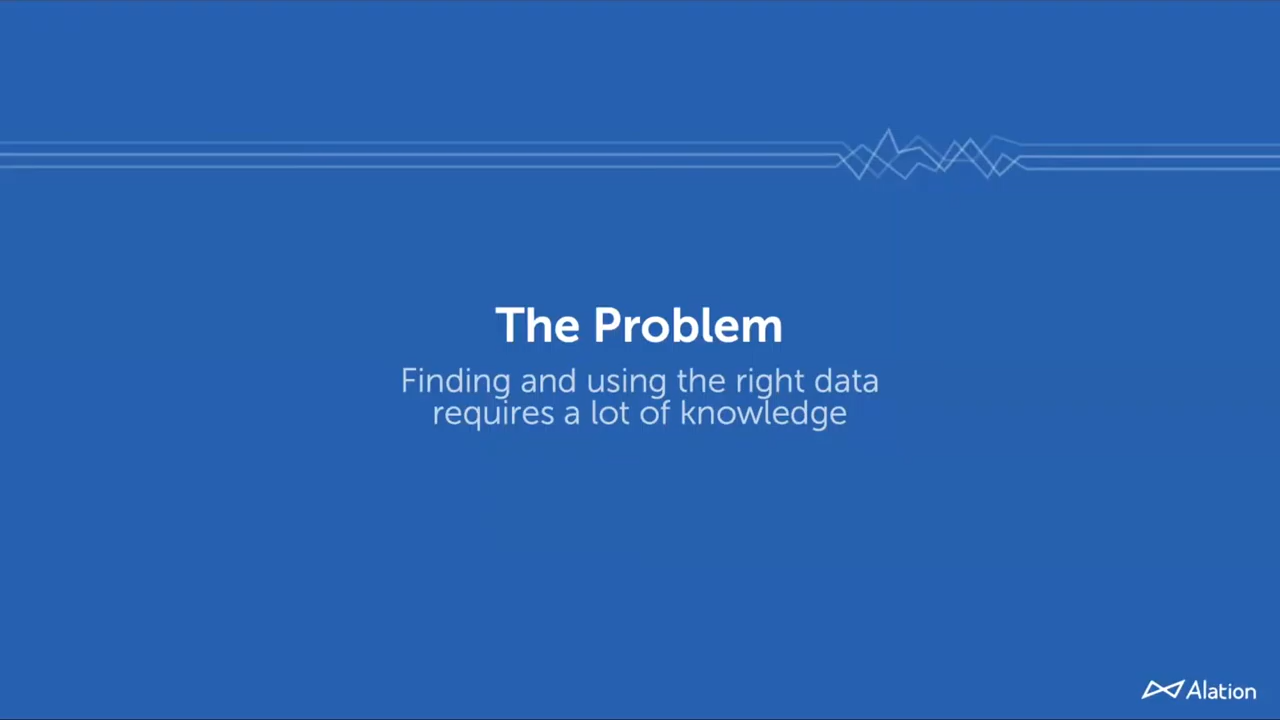 The Problem
Finding and using the right data
requires a lot of knowledge
Alation